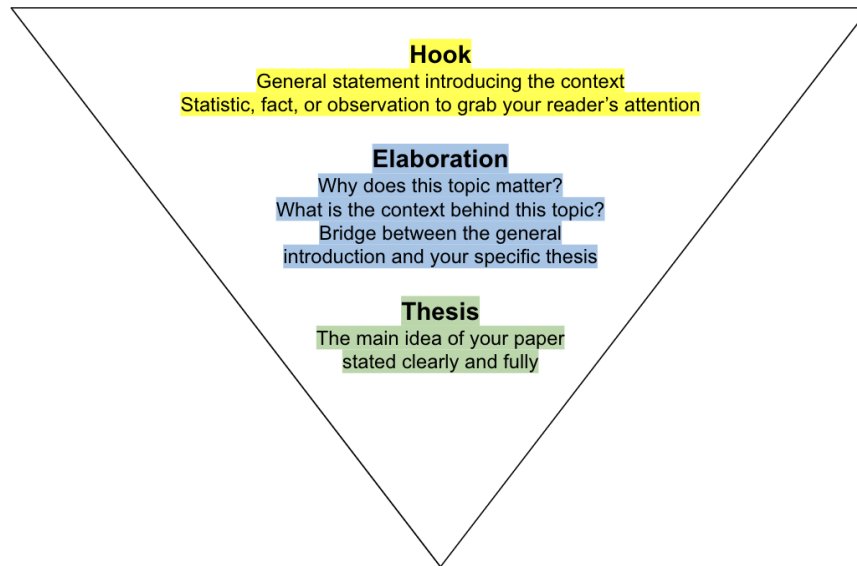 Hook
General statement introducing the context
Statistic, fact, or observation to grab your reader’s attention
Elaboration
Why does this topic matter?
What is the context behind this topic?
Bridge between the general
introduction and your specific thesis
Thesis
The main idea of your paper
stated clearly and fully